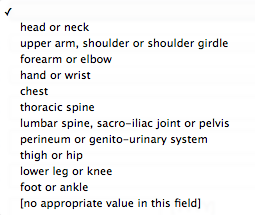 ✓
head or neck
upper arm, shoulder or shoulder girdle
forearm or elbow
hand or wrist
chest
thoracic spine
lumbar spine, sacro-iliac joint or pelvis
perineum or genito-urinary system
thigh or hip
lower leg or knee
foot or ankle
[no appropriate value in this field]